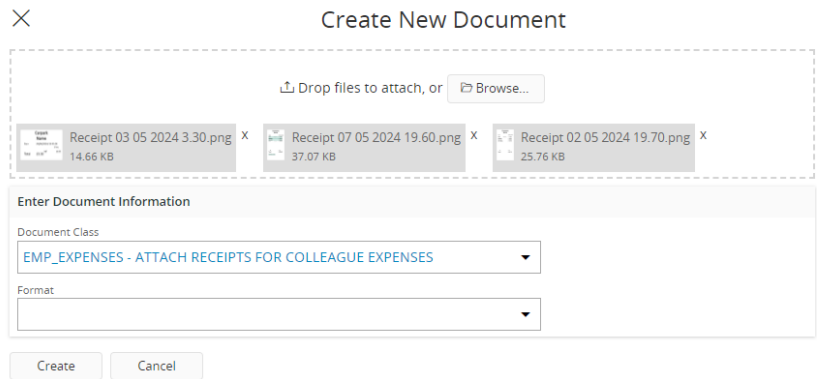 Create New Document
Drop files to attach, or Browse...
Receipt 03 05 2024 3.30.png x
14.66 KB
Receipt 07 05 2024 19.60.png x
37.07 KB
Receipt 02 05 2024 19.70.png x
25.76 KB
Enter Document Information
Document Class
EMP_EXPENSES - ATTACH RECEIPTS FOR COLLEAGUE EXPENSES
Format
Create
Cancel